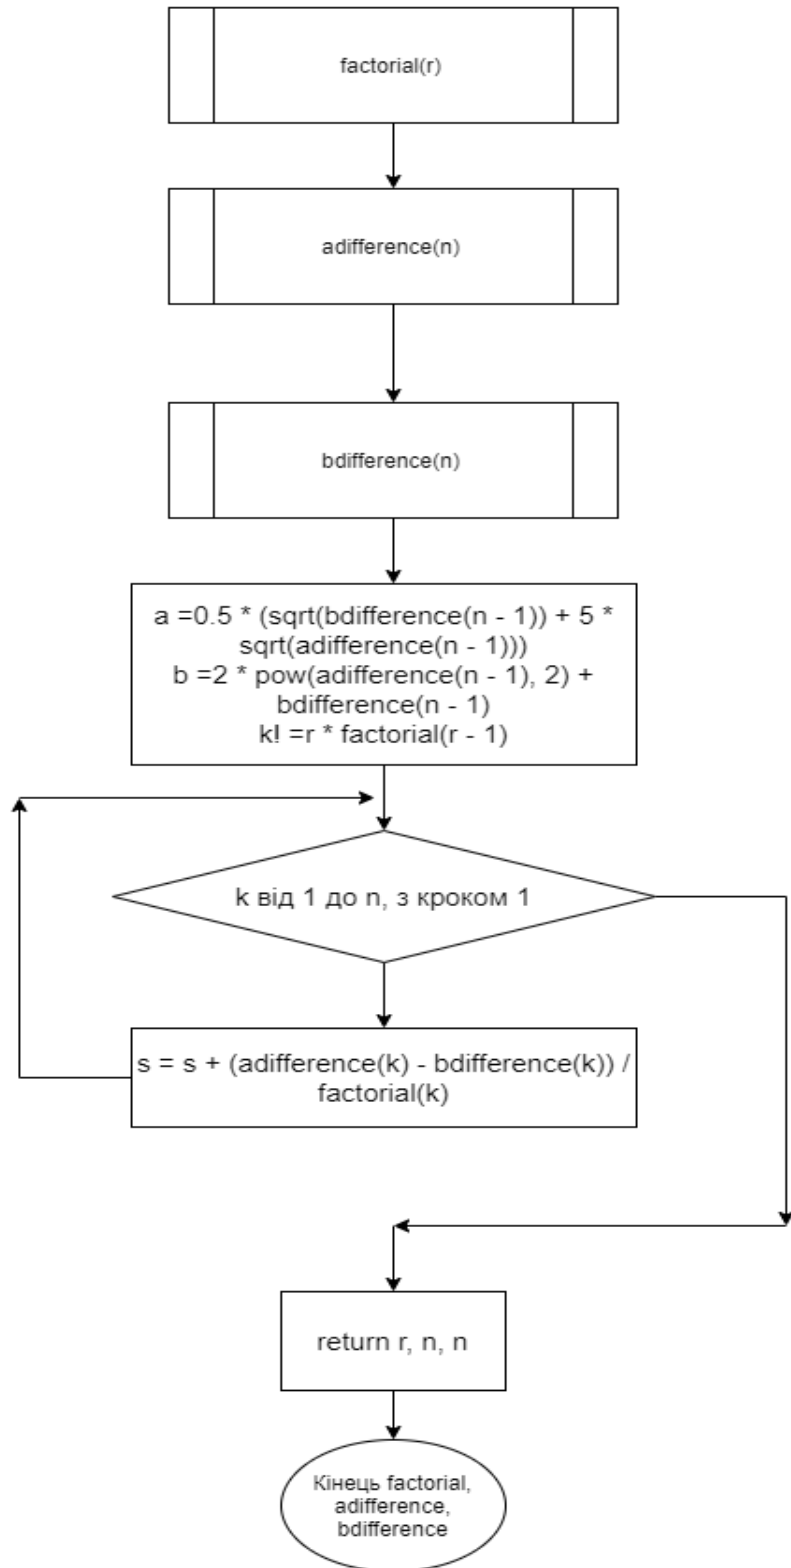 factorial(r)
adifference(n)
bdifference(n)
a =0.5 * (sqrt(bdifference(n - 1)) + 5 *
sqrt(adifference(n - 1)))
b =2 * pow(adifference(n - 1), 2) +
bdifference(n - 1)
k! =r * factorial(r - 1)
k від 1 до n, з кроком 1
s = s + (adifference(k) - bdifference(k)) /
factorial(k)
return r, n, n
Кінець factorial,
adifference,
bdifference